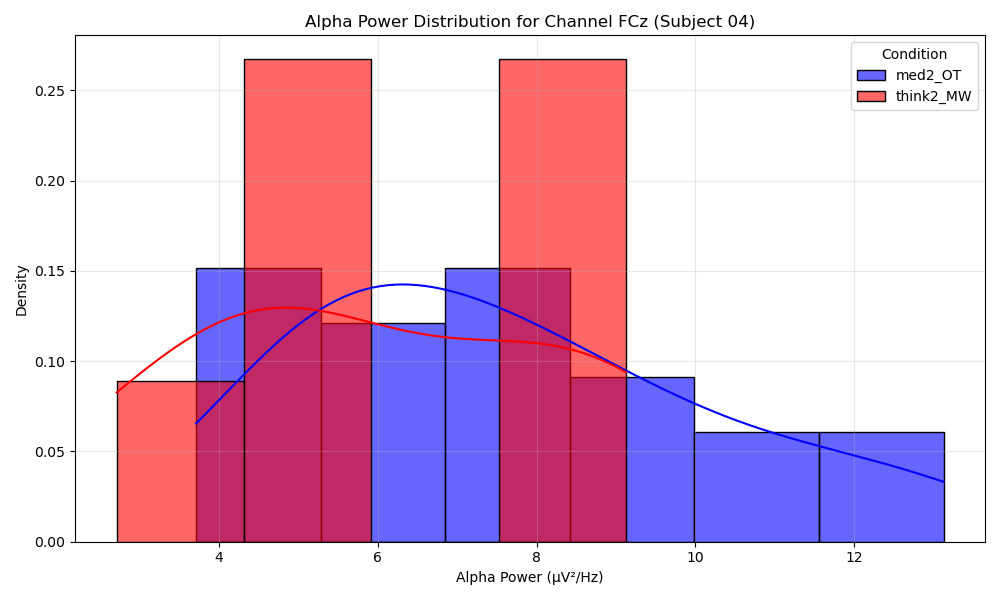 Alpha Power Distribution for Channel FCz (Subject 04)
Condition
med2_OT
think2_MW
Density
0.25
0.20
0.15
0.10
0.05
0.00
4
6
8
10
12
Alpha Power (µV²/Hz)